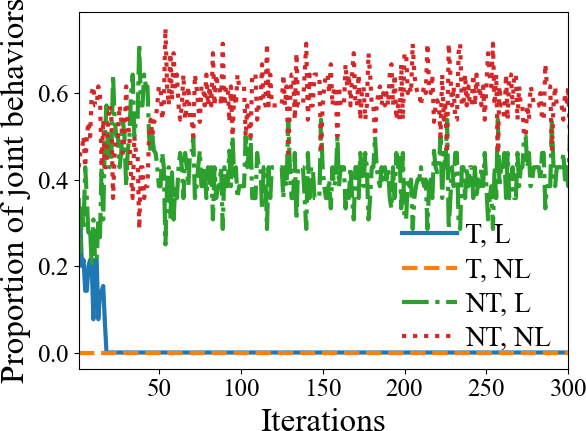 Proportion of joint behaviors
0.6
0.4
0.2
0.0
T, L
T, NL
NT, L
NT, NL
50 100 150 200 250 300
Iterations